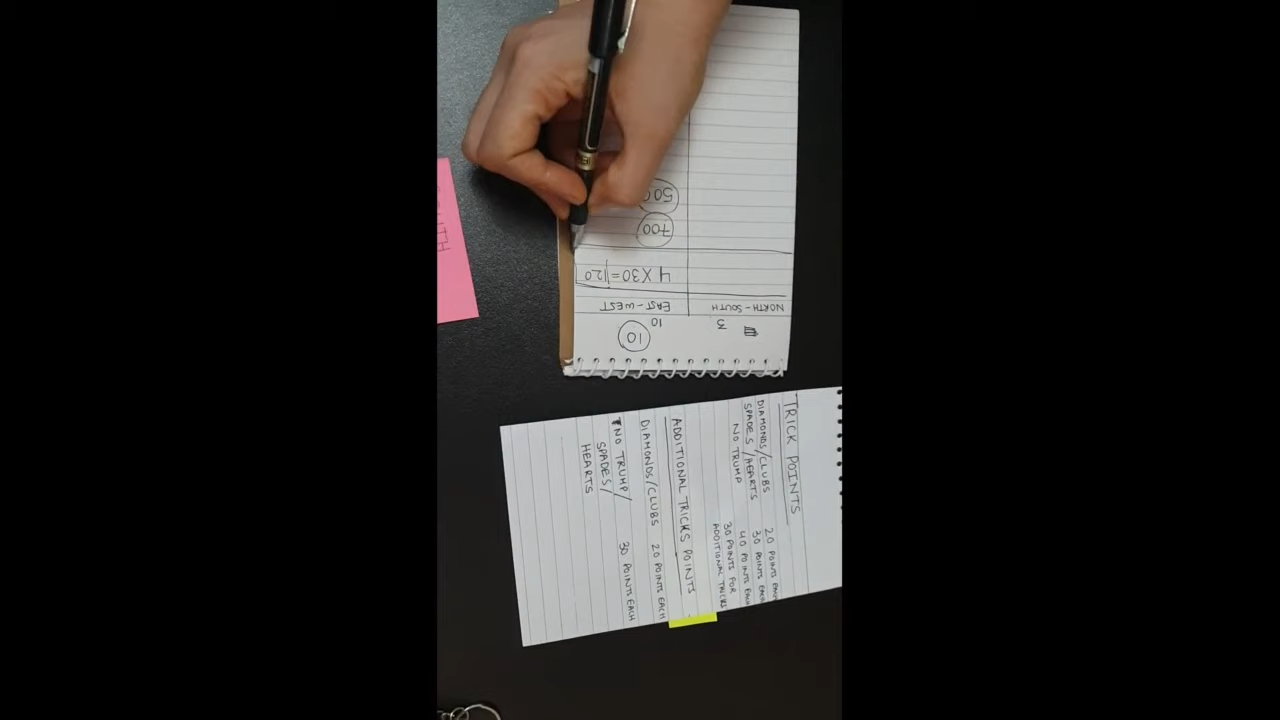 10
3 10
NORTH-SOUTH EAST-WEST
4 X 30 = 120
700
TRICK POINTS
DIAMONDS/CLUBS 20 POINTS EACH
SPADES/HEARTS 30 POINTS EACH
NO TRUMP 40 POINTS EACH
30 POINTS FOR
ADDITIONAL TRICKS
ADDITIONAL TRICKS POINTS
DIAMONDS/CLUBS 20 POINTS EACH
NO TRUMP/ 30 POINTS EACH
SPADES/
HEARTS